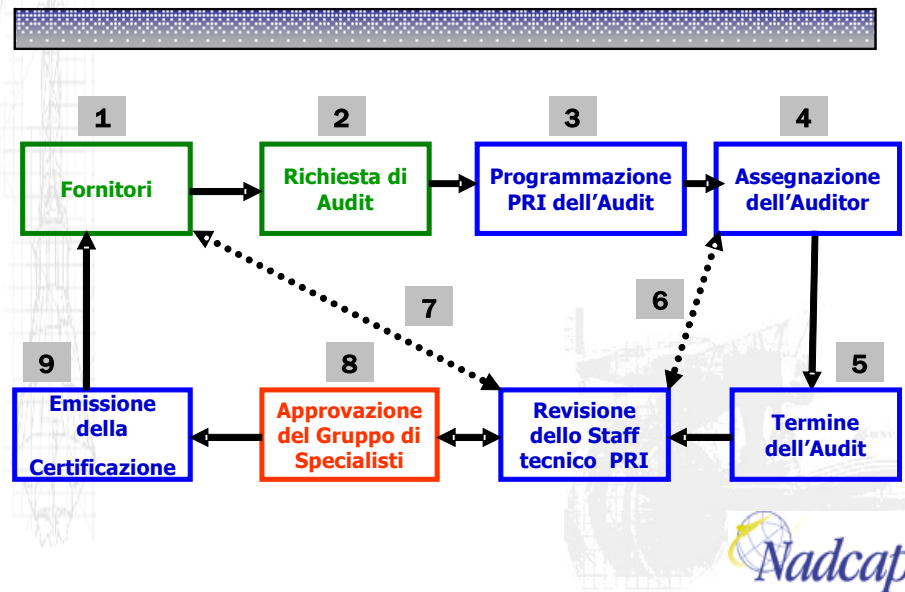 1
2
3
4
Fornitori
Richiesta di
Audit
Programmazione
PRI dell’Audit
Assegnazione
dell’Auditor
7
6
9
8
5
Emissione
della
Certificazione
Approvazione
del Gruppo di
Specialisti
Revisione
dello Staff
tecnico PRI
Termine
dell’Audit
Nadcap